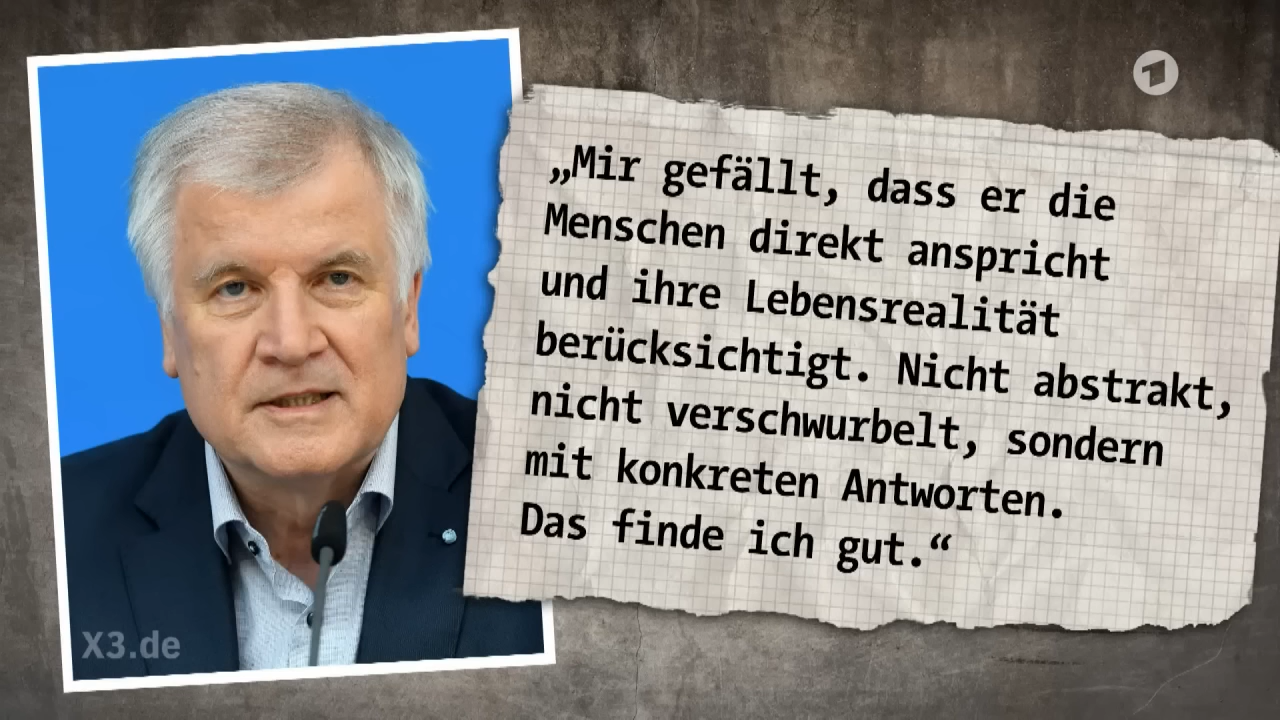 1
„Mir gefällt, dass er die
Menschen direkt anspricht
und ihre Lebensrealität
berücksichtigt. Nicht abstrakt,
nicht verschwurbelt, sondern
mit konkreten Antworten.
Das finde ich gut.“
X3.de